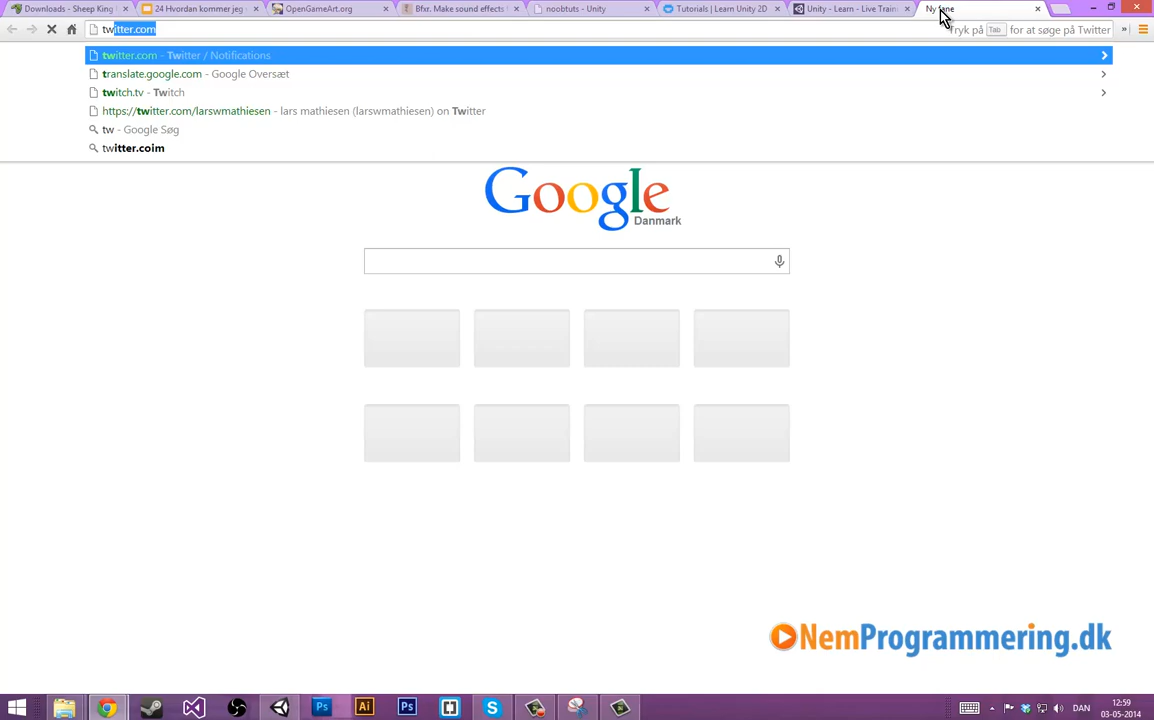 Downloads - Sheep King
24 Hvordan kommer jeg
OpenGameArt.org
Bfxr. Make sound effects
noobtuts - Unity
Tutorials | Learn Unity 2D
Unity - Learn - Live Train
Ny fane
twitter.com
Tryk på Tab for at søge på Twitter
twitter.com - Twitter / Notifications
translate.google.com - Google Oversæt
twitch.tv - Twitch
https://twitter.com/larswmathiesen - lars mathiesen (larswmathiesen) on Twitter
tw - Google Søg
twitter.coim
Google
Danmark
NemProgrammering.dk
Ps
Ai
Ps
S
DAN
12:59
03-05-2014